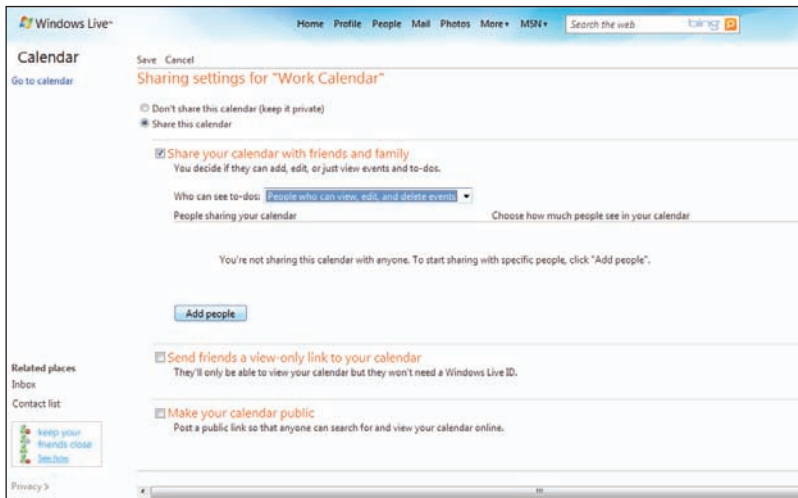 Windows Live™
Home Profile People Mail Photos More▾ MSN▾ Search the web bing
Calendar
Go to calendar
Save Cancel
Sharing settings for "Work Calendar"
Don't share this calendar (keep it private)
Share this calendar
Share your calendar with friends and family
You decide if they can add, edit, or just view events and to-dos.
Who can see to-dos: People who can view, edit, and delete events
People sharing your calendar Choose how much people see in your calendar
You're not sharing this calendar with anyone. To start sharing with specific people, click "Add people".
Add people
Send friends a view-only link to your calendar
They'll only be able to view your calendar but they won't need a Windows Live ID.
Make your calendar public
Post a public link so that anyone can search for and view your calendar online.
Related places
Inbox
Contact list
keep your
friends close
See how
Privacy >